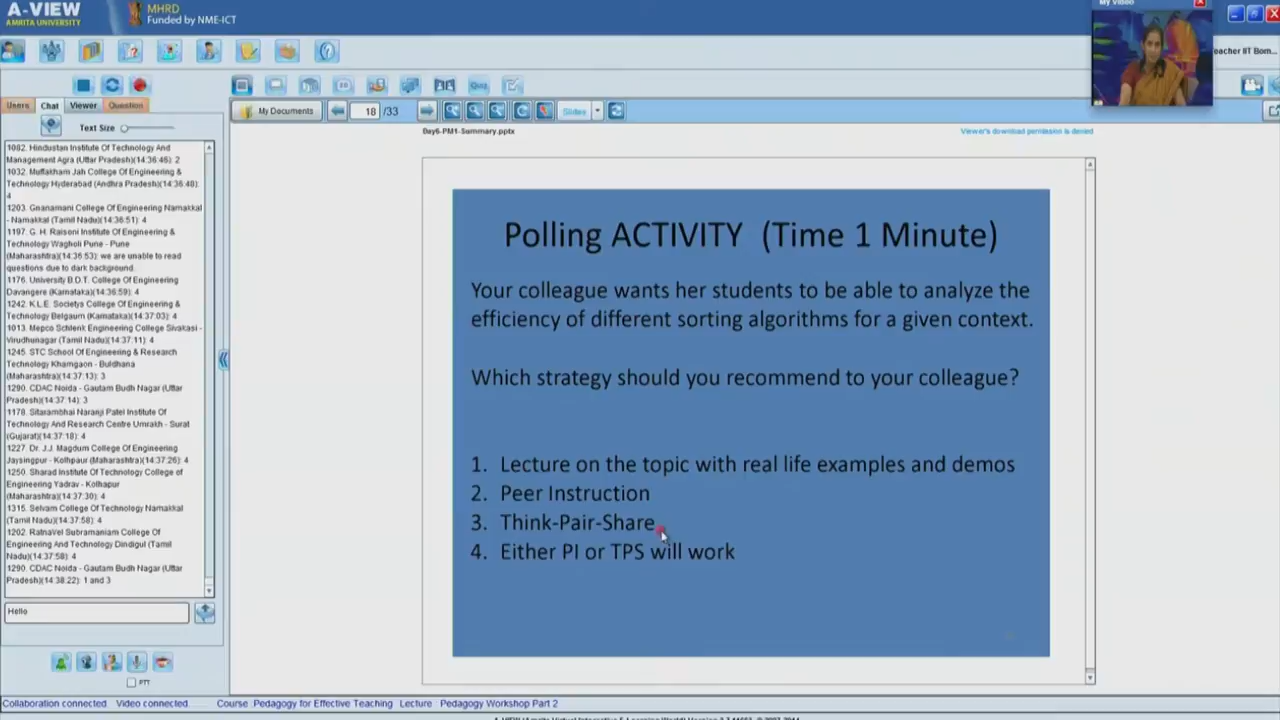 A-VIEW
AMRITA UNIVERSITY
MHRD
Funded by NME-ICT
My Video
eacher IIT Bom...
Users
Chat
Viewer
Question
Text Size
My Documents
18 /33
Slides
Quiz
Day6-PM1-Summary.pptx
Viewer's download permission is denied
1082. Hindustan Institute Of Technology And
Management Agra (Uttar Pradesh)(14:36:46): 2
1032. Muffakham Jah College Of Engineering &
Technology Hyderabad (Andhra Pradesh)(14:36:48):
4
1203. Gnanamani College Of Engineering Namakkal
- Namakkal (Tamil Nadu)(14:36:51): 4
1197. G. H. Raisoni Institute Of Engineering &
Technology Wagholi Pune - Pune
(Maharashtra)(14:36:53): we are unable to read
questions due to dark background.
1176. University B.D.T. College Of Engineering
Davangere (Karnataka)(14:36:59): 4
1242. K.L.E. Societys College Of Engineering &
Technology Belgaum (Karnataka)(14:37:03): 4
1013. Mepco Schlenk Engineering College Sivakasi -
Virudhunagar (Tamil Nadu)(14:37:11): 4
1245. STC School Of Engineering & Research
Technology Khamgaon - Buldhana
(Maharashtra)(14:37:13): 3
1290. CDAC Noida - Gautam Budh Nagar (Uttar
Pradesh)(14:37:14): 3
1178. Sitarambhai Naranji Patel Institute Of
Technology And Research Centre Umrakh - Surat
(Gujarat)(14:37:18): 4
1227. Dr. J.J. Magdum College Of Engineering
Jaysingpur - Kolhpaur (Maharashtra)(14:37:26): 4
1250. Sharad Institute Of Technology College of
Engineering Yadrav - Kolhapur
(Maharashtra)(14:37:30): 4
1315. Selvam College Of Technology Namakkal
(Tamil Nadu)(14:37:58): 4
1202. RatnaVel Subramaniam College Of
Engineering And Technology Dindigul (Tamil
Nadu)(14:37:58): 4
1290. CDAC Noida - Gautam Budh Nagar (Uttar
Pradesh)(14:38:22): 1 and 3
Hello
PTT
Polling ACTIVITY (Time 1 Minute)
Your colleague wants her students to be able to analyze the
efficiency of different sorting algorithms for a given context.
Which strategy should you recommend to your colleague?
1. Lecture on the topic with real life examples and demos
2. Peer Instruction
3. Think-Pair-Share
4. Either PI or TPS will work
Collaboration connected Video connected Course Pedagogy for Effective Teaching Lecture Pedagogy Workshop Part 2